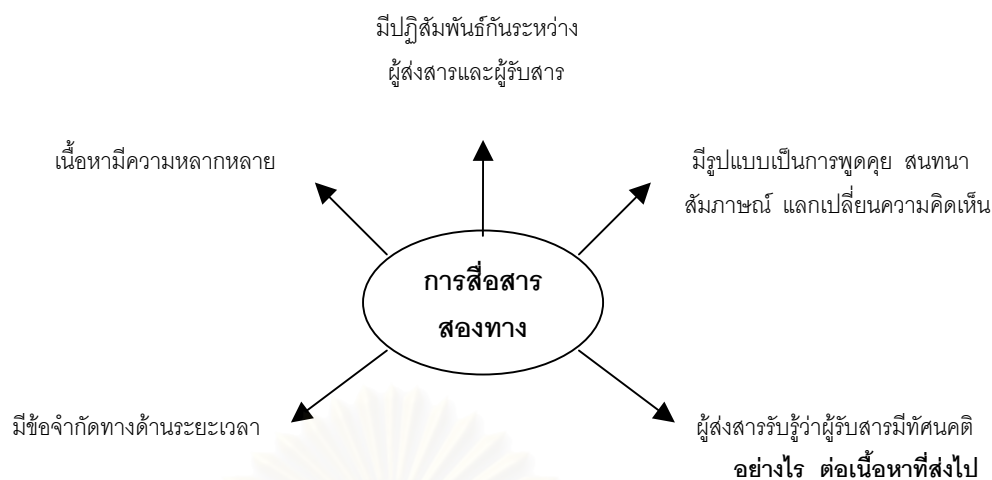 มีปฏิสัมพันธ์กันระหว่าง
ผู้ส่งสารและผู้รับสาร
เนื้อหามีความหลากหลาย
มีรูปแบบเป็นการพูดคุย สนทนา
สัมภาษณ์ แลกเปลี่ยนความคิดเห็น
การสื่อสาร
สองทาง
มีข้อจำกัดทางด้านระยะเวลา
ผู้ส่งสารรับรู้ว่าผู้รับสารมีทัศนคติ
อย่างไร ต่อเนื้อหาที่ส่งไป